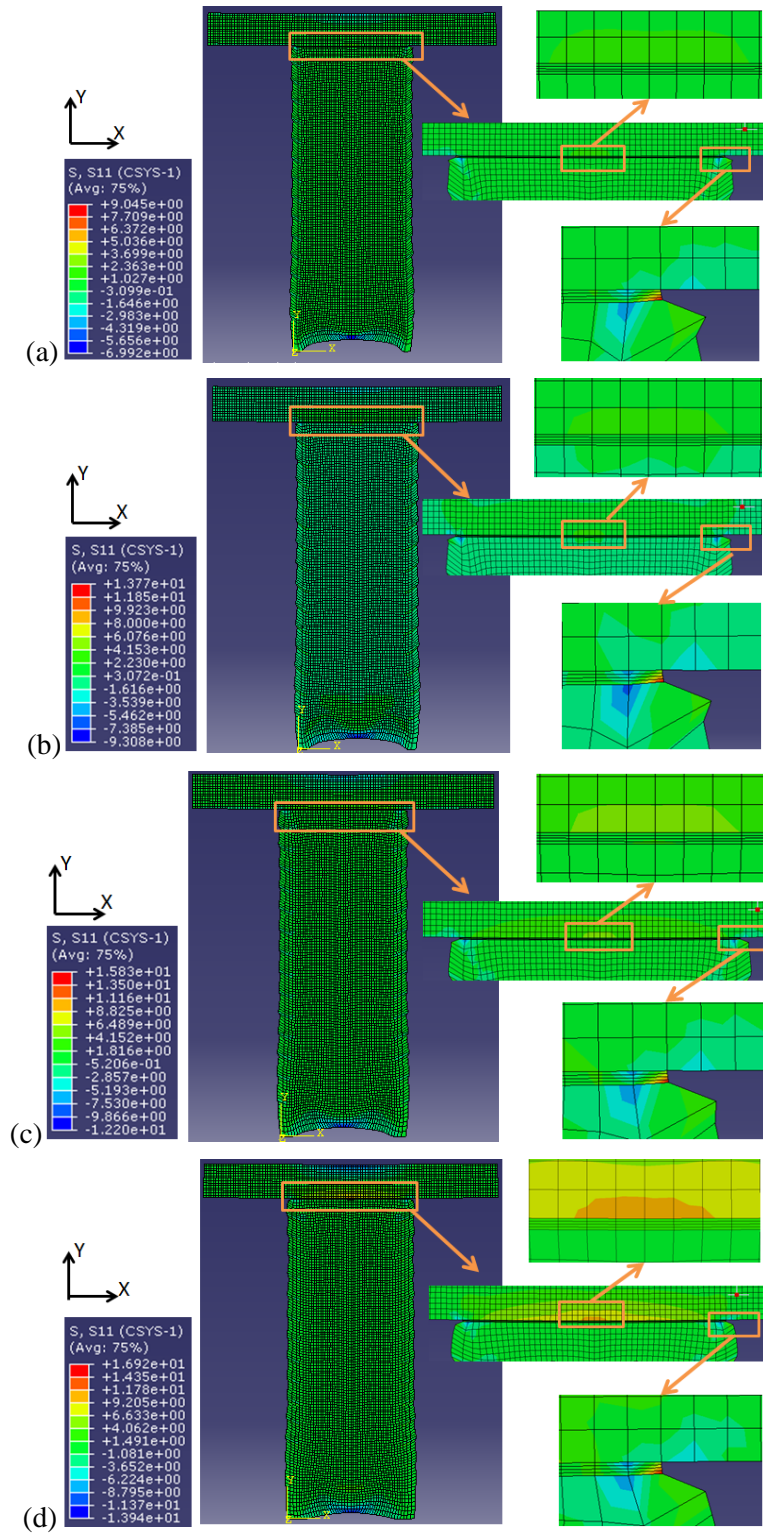 Y
X
S, S11 (CSYS-1)
(Avg: 75%)
+9.045e+00
+7.709e+00
+6.372e+00
+5.036e+00
+3.699e+00
+2.363e+00
+1.027e+00
-3.099e-01
-1.646e+00
-2.983e+00
-4.319e+00
-5.656e+00
-6.992e+00
Y
Z X
(a)
Y
X
S, S11 (CSYS-1)
(Avg: 75%)
+1.377e+01
+1.185e+01
+9.923e+00
+8.000e+00
+6.076e+00
+4.153e+00
+2.230e+00
+3.072e-01
-1.616e+00
-3.539e+00
-5.462e+00
-7.385e+00
-9.308e+00
Y
X
(b)
Y
X
S, S11 (CSYS-1)
(Avg: 75%)
+1.583e+01
+1.350e+01
+1.116e+01
+8.825e+00
+6.489e+00
+4.152e+00
+1.816e+00
-5.206e-01
-2.857e+00
-5.193e+00
-7.530e+00
-9.866e+00
-1.220e+01
Y
Z X
(c)
Y
X
S, S11 (CSYS-1)
(Avg: 75%)
+1.692e+01
+1.435e+01
+1.178e+01
+9.205e+00
+6.633e+00
+4.062e+00
+1.491e+00
-1.081e+00
-3.652e+00
-6.224e+00
-8.795e+00
-1.137e+01
-1.394e+01
Y
Z X
(d)